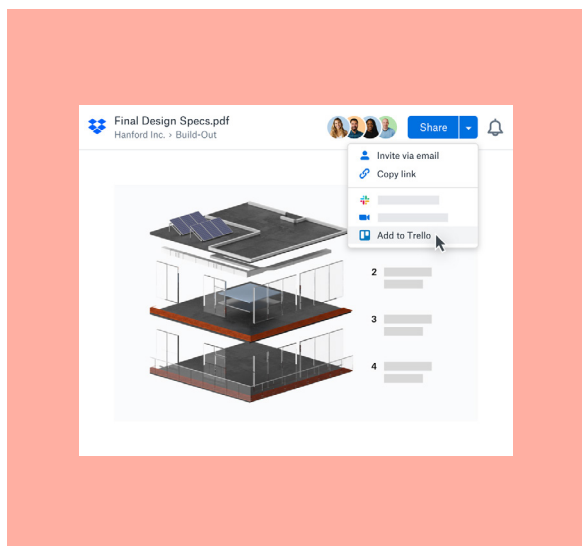 Final Design Specs.pdf
Hanford Inc. › Build-Out
Share
Invite via email
Copy link
Add to Trello
2
3
4